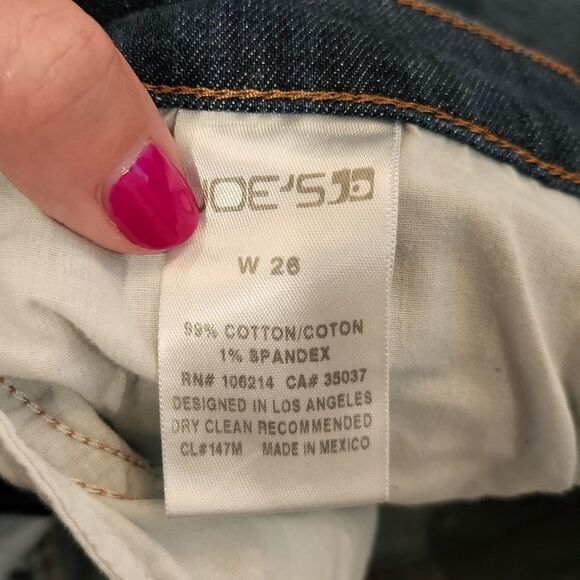 JOE'S
W 26
99% COTTON/COTON
1% SPANDEX
RN# 106214 CA# 35037
DESIGNED IN LOS ANGELES
DRY CLEAN RECOMMENDED
CL#147M MADE IN MEXICO